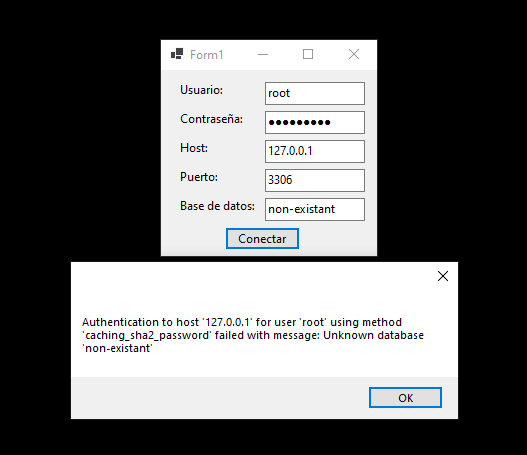 Form1
Usuario: root
Contraseña: ●●●●●●●●●
Host: 127.0.0.1
Puerto: 3306
Base de datos: non-existant
Conectar
Authentication to host '127.0.0.1' for user 'root' using method
'caching_sha2_password' failed with message: Unknown database
'non-existant'
OK